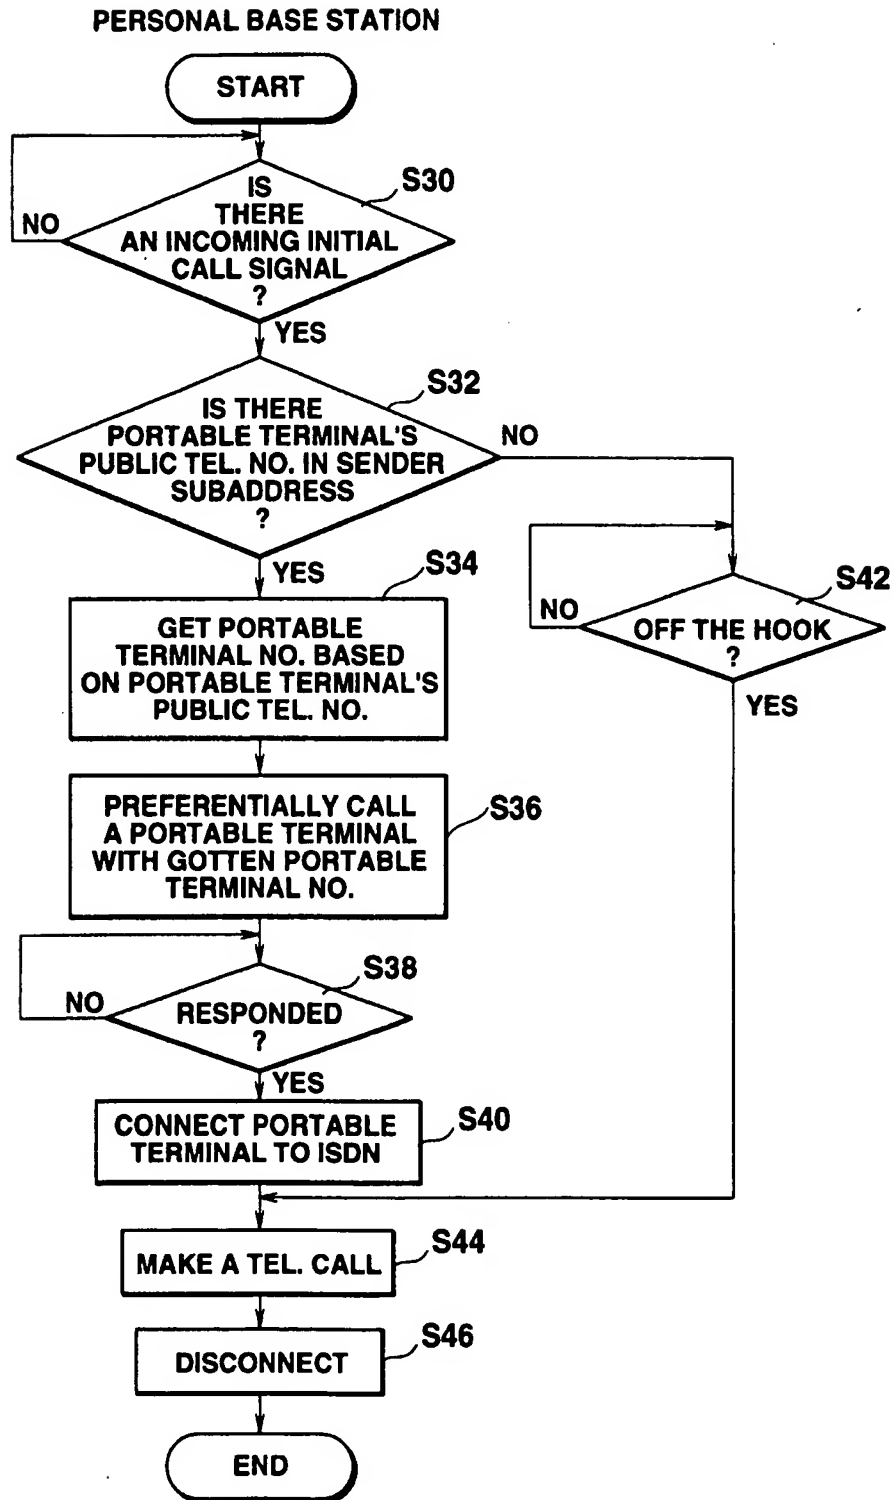 PERSONAL BASE STATION
START
S30
IS
THERE
AN INCOMING INITIAL
CALL SIGNAL
?
NO
YES
S32
IS THERE
PORTABLE TERMINAL'S
PUBLIC TEL. NO. IN SENDER
SUBADDRESS
?
NO
YES
S34
GET PORTABLE
TERMINAL NO. BASED
ON PORTABLE TERMINAL'S
PUBLIC TEL. NO.
S42
OFF THE HOOK
?
NO
YES
S36
PREFERENTIALLY CALL
A PORTABLE TERMINAL
WITH GOTTEN PORTABLE
TERMINAL NO.
S38
RESPONDED
?
NO
YES
S40
CONNECT PORTABLE
TERMINAL TO ISDN
S44
MAKE A TEL. CALL
S46
DISCONNECT
END